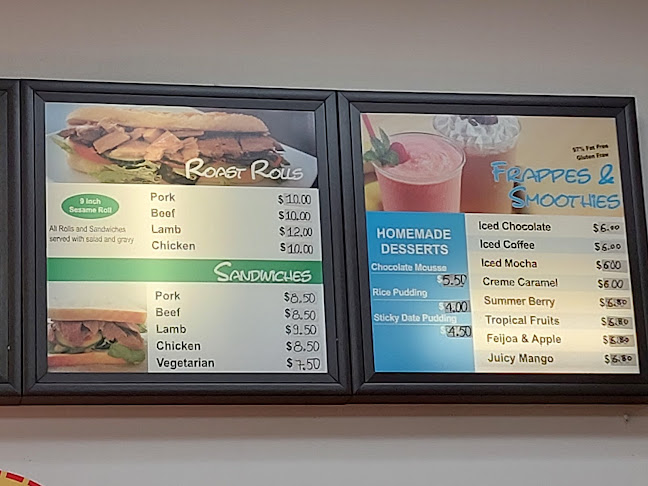 ROAST ROLLS
9 inch
Sesame Roll
All Rolls and Sandwiches
served with salad and gravy
Pork $10.00
Beef $10.00
Lamb $12.00
Chicken $10.00
SANDWICHES
Pork $8.50
Beef $8.50
Lamb $9.50
Chicken $8.50
Vegetarian $7.50
97% Fat Free
Gluten Free
FRAPPES &
SMOOTHIES
HOMEMADE
DESSERTS
Chocolate Mousse
$5.50
Rice Pudding
$4.00
Sticky Date Pudding
$4.50
Iced Chocolate $6.00
Iced Coffee $6.00
Iced Mocha $6.00
Creme Caramel $6.00
Summer Berry $6.80
Tropical Fruits $6.80
Feijoa & Apple $6.80
Juicy Mango $6.80